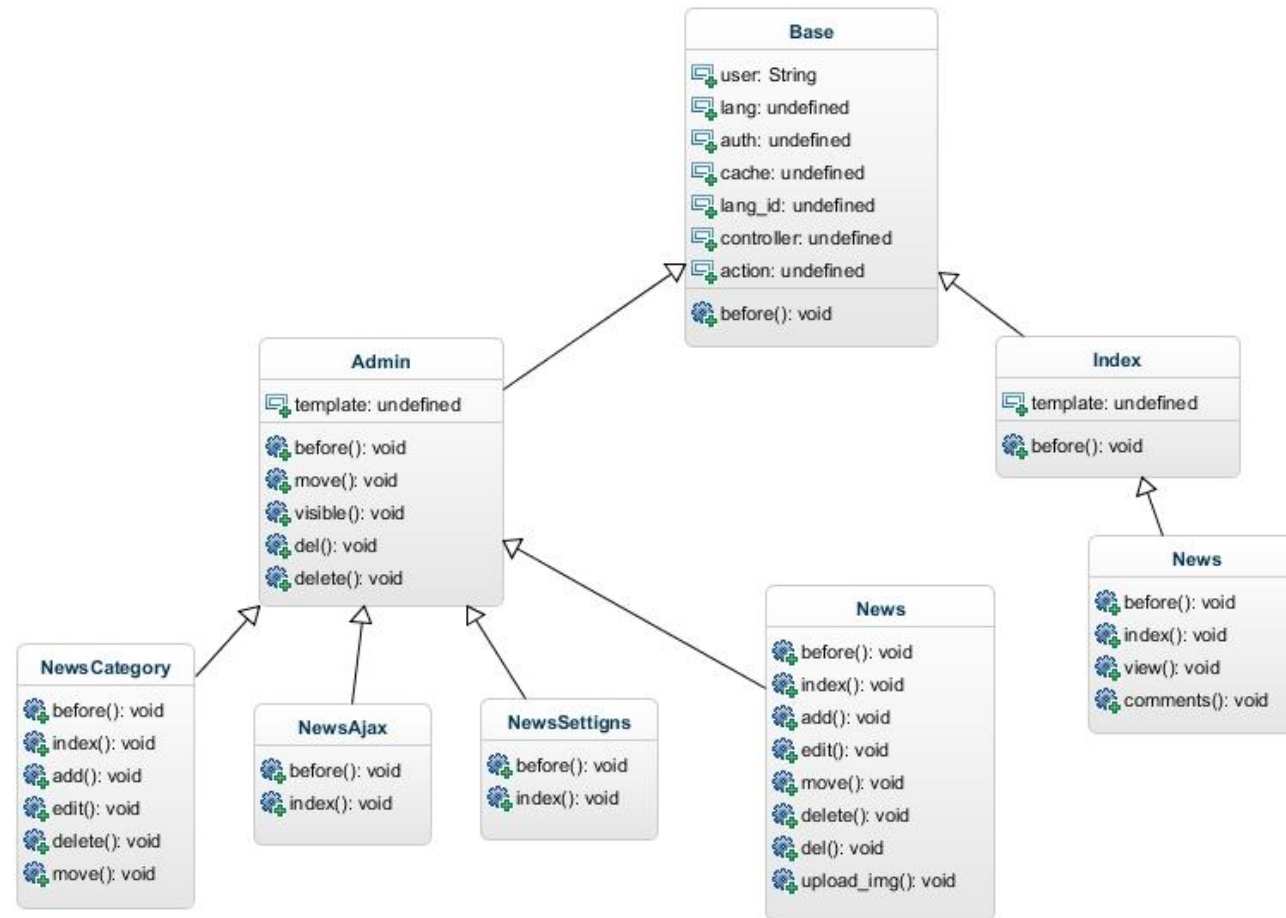 Base
user: String
lang: undefined
auth: undefined
cache: undefined
lang_id: undefined
controller: undefined
action: undefined
before(): void
Admin
template: undefined
before(): void
move(): void
visible(): void
del(): void
delete(): void
Index
template: undefined
before(): void
NewsCategory
before(): void
index(): void
add(): void
edit(): void
delete(): void
move(): void
NewsAjax
before(): void
index(): void
NewsSettigns
before(): void
index(): void
News
before(): void
index(): void
add(): void
edit(): void
move(): void
delete(): void
del(): void
upload_img(): void
News
before(): void
index(): void
view(): void
comments(): void